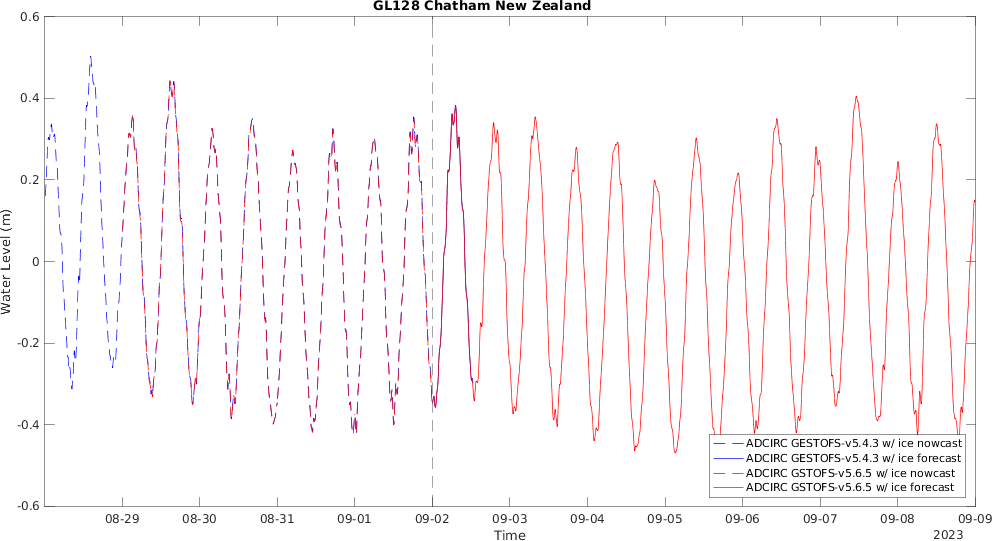 GL128 Chatham New Zealand
0.6
0.4
0.2
0
-0.2
-0.4
-0.6
Water Level (m)
ADCIRC GESTOFS-v5.4.3 w/ ice nowcast
ADCIRC GESTOFS-v5.4.3 w/ ice forecast
ADCIRC GSTOFS-v5.6.5 w/ ice nowcast
ADCIRC GSTOFS-v5.6.5 w/ ice forecast
08-29 08-30 08-31 09-01 09-02 09-03 09-04 09-05 09-06 09-07 09-08 09-09
Time
2023